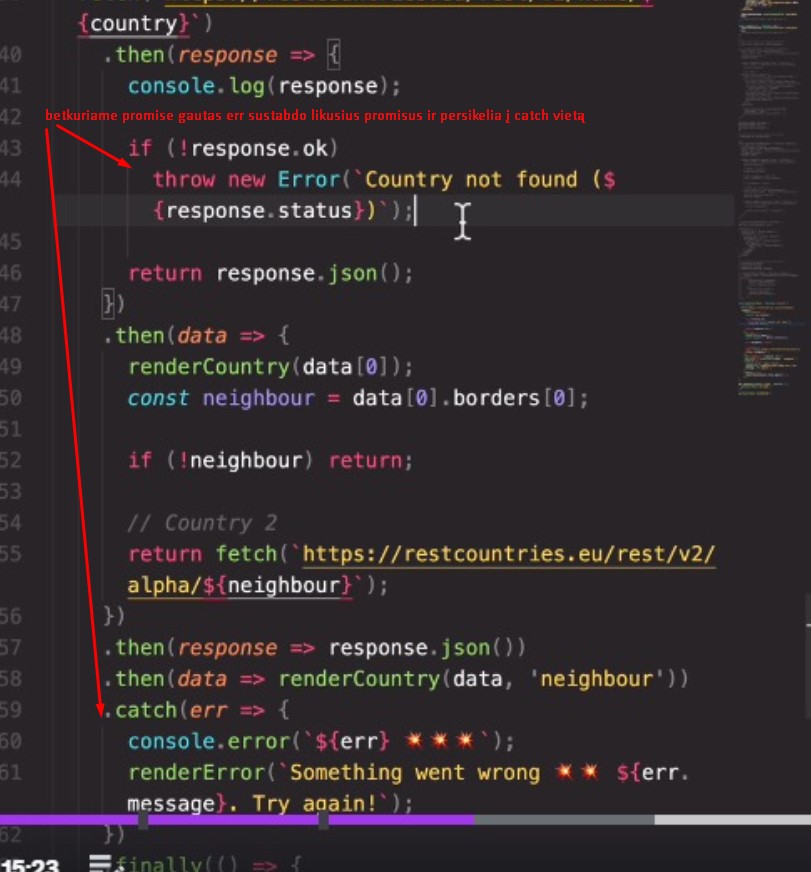 {country}`)
40 .then(response => {
41 console.log(response);
42
betkuriame promise gautas err sustabdo likusius promisus ir persikelia į catch vietą
43 if (!response.ok)
44 throw new Error(`Country not found ($
{response.status})`);
45
46 return response.json();
47 })
48 .then(data => {
49 renderCountry(data[0]);
50 const neighbour = data[0].borders[0];
51
52 if (!neighbour) return;
53
54 // Country 2
55 return fetch(`https://restcountries.eu/rest/v2/
alpha/${neighbour}`);
56 })
57 .then(response => response.json())
58 .then(data => renderCountry(data, 'neighbour'))
59 .catch(err => {
60 console.error(`${err} 💥💥💥`);
61 renderError(`Something went wrong 💥💥 ${err.
message}. Try again!`);
62 })
15:23 finally(() => {